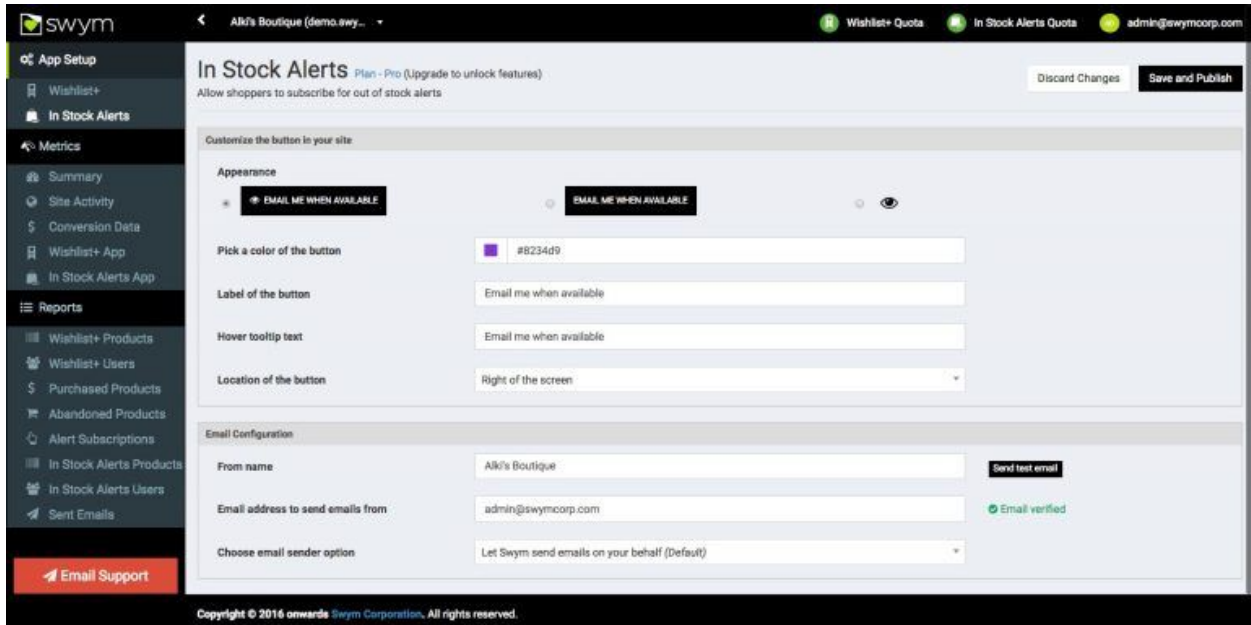 swym
Alki's Boutique (demo.swy...
Wishlist+ Quota
In Stock Alerts Quota
admin@swymcorp.com
App Setup
Wishlist+
In Stock Alerts
Metrics
Summary
Site Activity
Conversion Data
Wishlist+ App
In Stock Alerts App
Reports
Wishlist+ Products
Wishlist+ Users
Purchased Products
Abandoned Products
Alert Subscriptions
In Stock Alerts Products
In Stock Alerts Users
Sent Emails
Email Support
In Stock Alerts Plan - Pro (Upgrade to unlock features)
Allow shoppers to subscribe for out of stock alerts
Discard Changes
Save and Publish
Customize the button in your site
Appearance
EMAIL ME WHEN AVAILABLE
EMAIL ME WHEN AVAILABLE
Pick a color of the button
#8234d9
Label of the button
Email me when available
Hover tooltip text
Email me when available
Location of the button
Right of the screen
Email Configuration
From name
Alki's Boutique
Send test email
Email address to send emails from
admin@swymcorp.com
Email verified
Choose email sender option
Let Swym send emails on your behalf (Default)
Copyright © 2016 onwards Swym Corporation. All rights reserved.